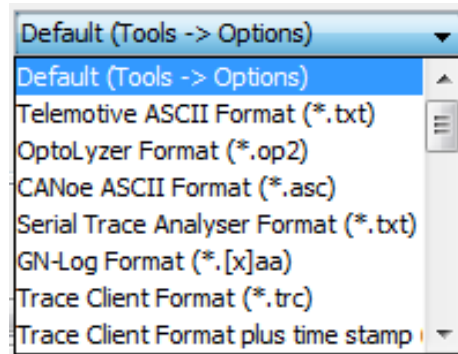 Default (Tools -> Options)
Default (Tools -> Options)
Telemotive ASCII Format (*.txt)
OptoLyzer Format (*.op2)
CANoe ASCII Format (*.asc)
Serial Trace Analyser Format (*.txt)
GN-Log Format (*.[x]aa)
Trace Client Format (*.trc)
Trace Client Format plus time stamp (